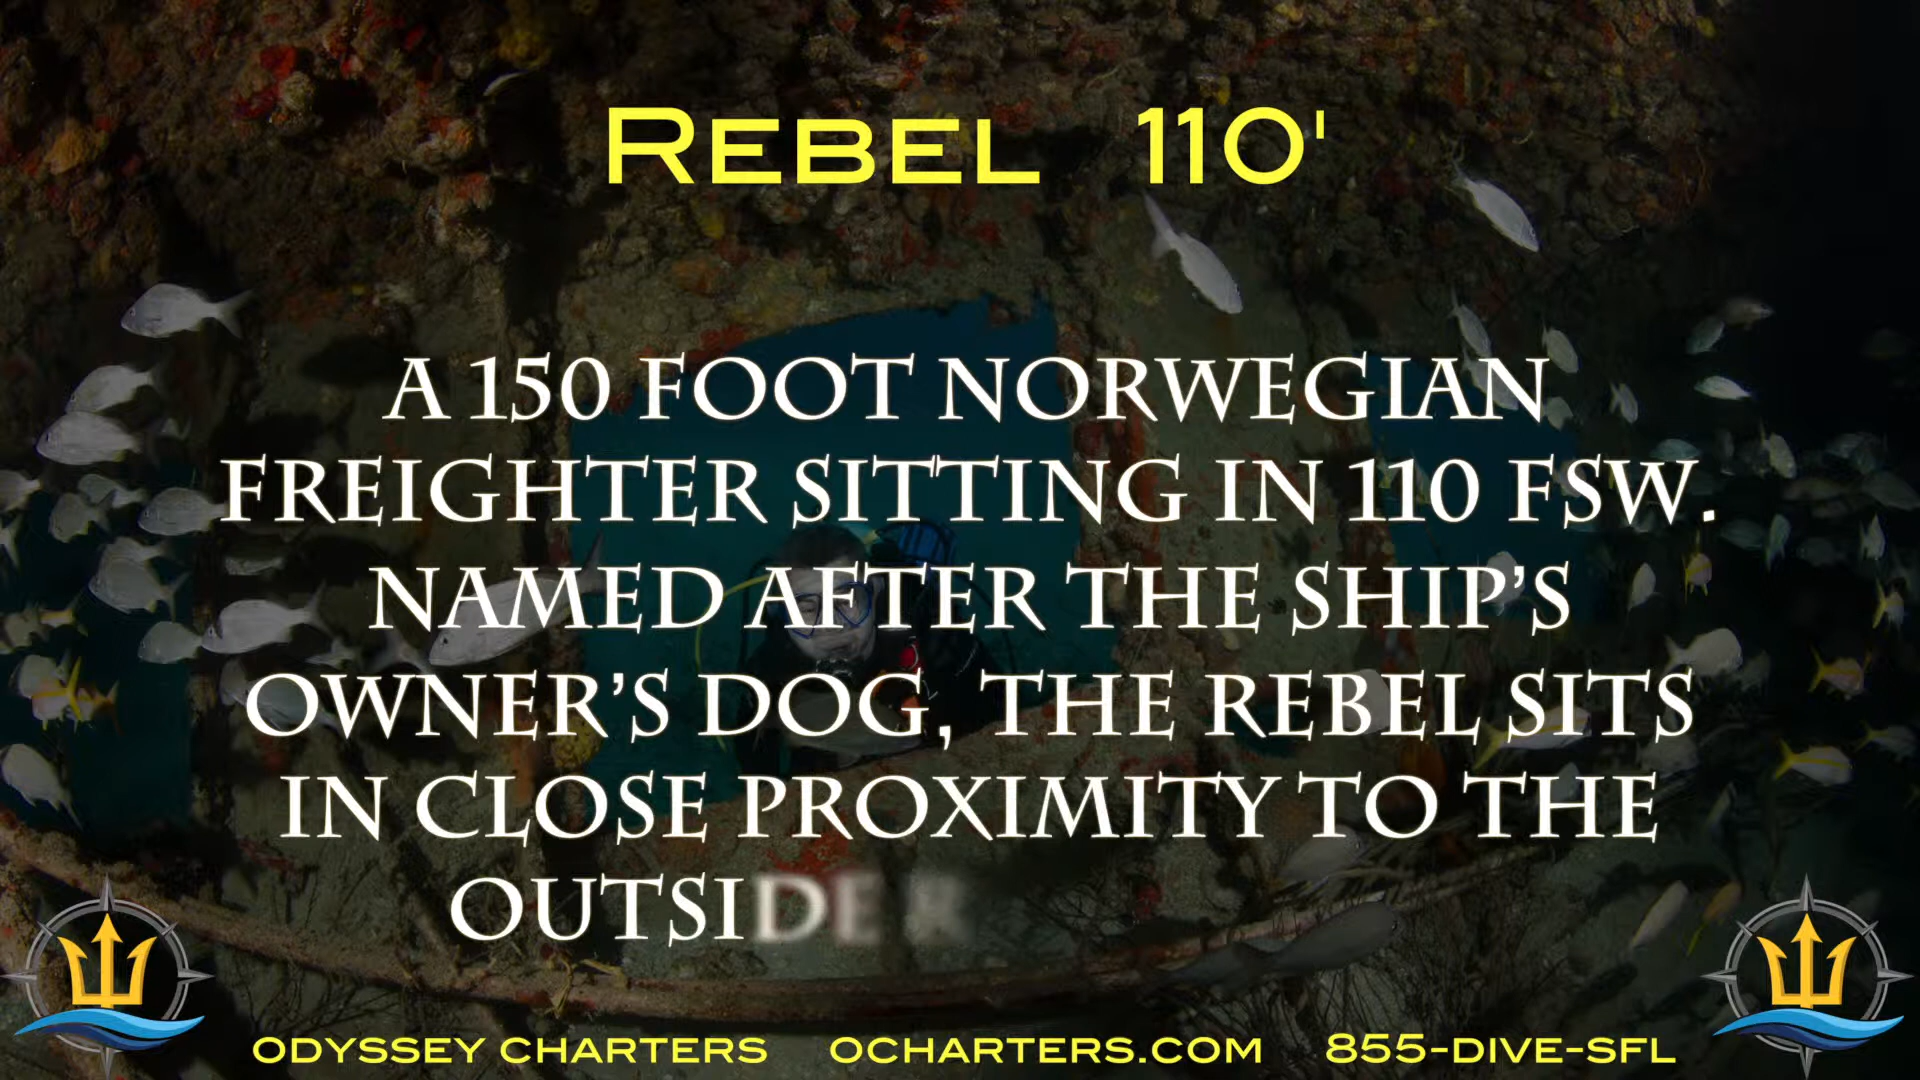 REBEL 110'
A 150 FOOT NORWEGIAN
FREIGHTER SITTING IN 110 FSW.
NAMED AFTER THE SHIP'S
OWNER'S DOG, THE REBEL SITS
IN CLOSE PROXIMITY TO THE
OUTSIDE
ODYSSEY CHARTERS OCHARTERS.COM 855-DIVE-SFL